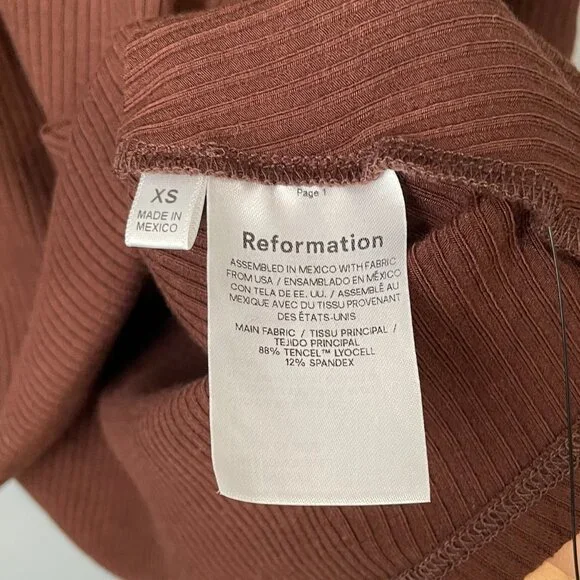 XS
MADE IN
MEXICO
Page 1
Reformation
ASSEMBLED IN MEXICO WITH FABRIC
FROM USA / ENSAMBLADO EN MÉXICO
CON TELA DE EE. UU. / ASSEMBLÉ AU
MEXIQUE AVEC DU TISSU PROVENANT
DES ÉTATS-UNIS
MAIN FABRIC / TISSU PRINCIPAL /
TEJIDO PRINCIPAL
88% TENCEL™ LYOCELL
12% SPANDEX